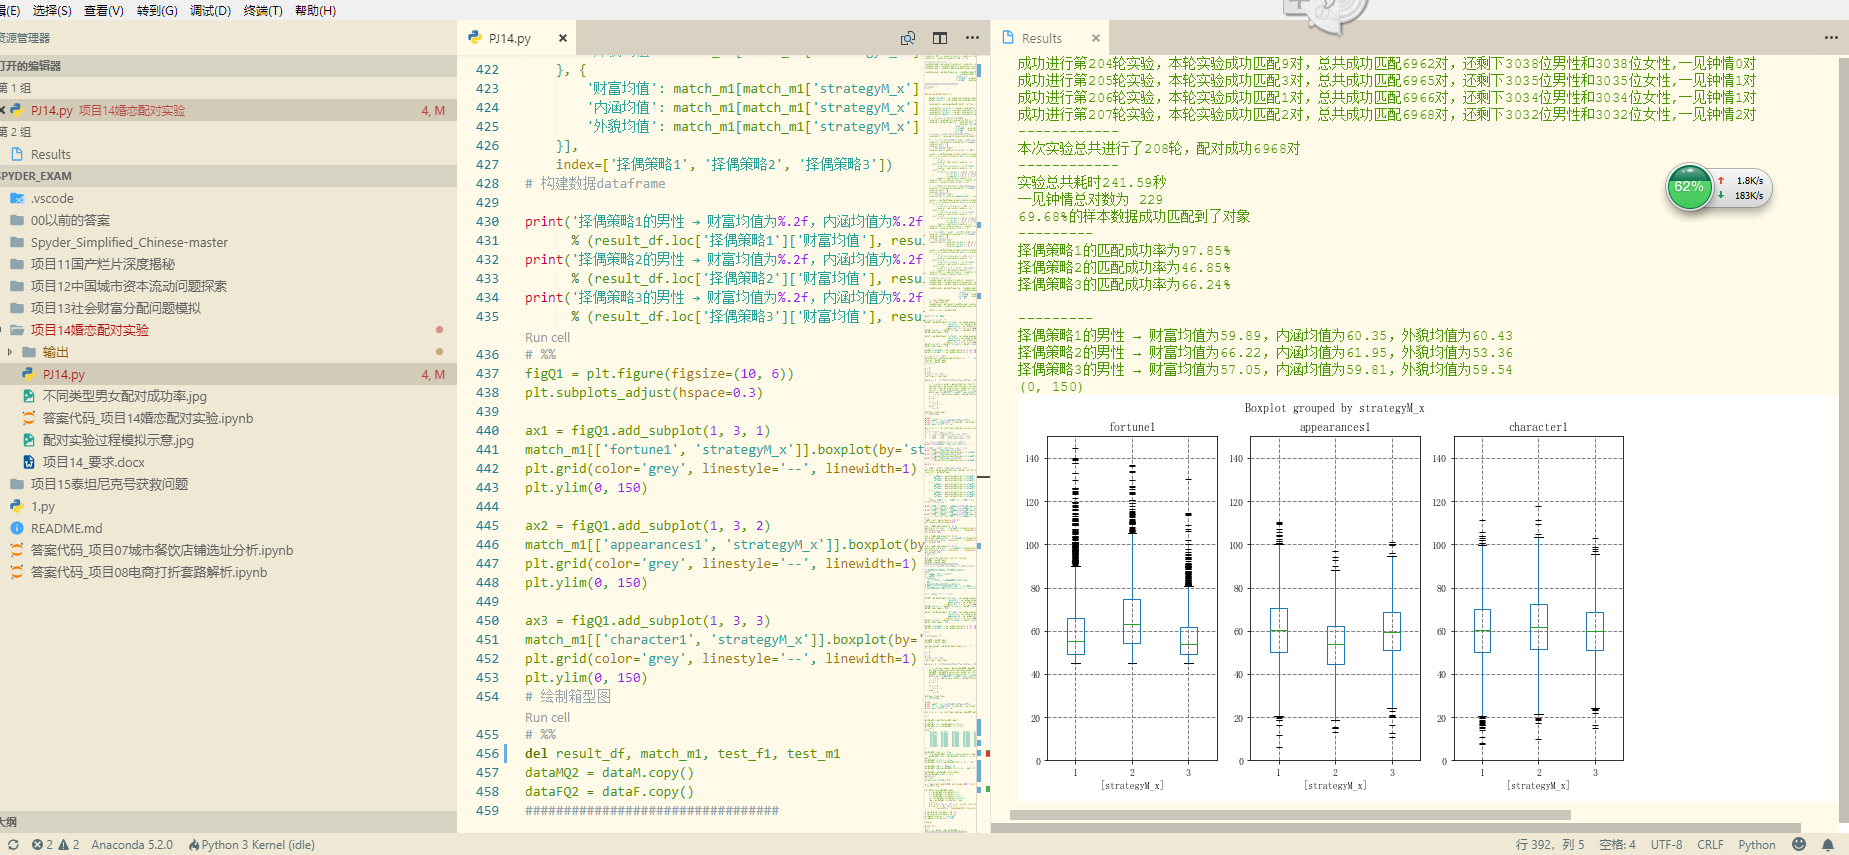 辑(E) 选择(S) 查看(V) 转到(G) 调试(D) 终端(T) 帮助(H)
资源管理器
打开的编辑器
第 1 组
PJ14.py 项目14婚恋配对实验 4, M
第 2 组
Results
SPYDER_EXAM
.vscode
00以前的答案
Spyder_Simplified_Chinese-master
项目11国产烂片深度揭秘
项目12中国城市资本流动问题探索
项目13社会财富分配问题模拟
项目14婚恋配对实验
输出
PJ14.py 4, M
不同类型男女配对成功率.jpg
答案代码_项目14婚恋配对实验.ipynb
配对实验过程模拟示意.jpg
项目14_要求.docx
项目15泰坦尼克号获救问题
1.py
README.md
答案代码_项目07城市餐饮店铺选址分析.ipynb
答案代码_项目08电商打折套路解析.ipynb
大纲
PJ14.py
422 }, {
423 '财富均值': match_m1[match_m1['strategyM_x']
424 '内涵均值': match_m1[match_m1['strategyM_x']
425 '外貌均值': match_m1[match_m1['strategyM_x']
426 }],
427 index=['择偶策略1', '择偶策略2', '择偶策略3'])
428 # 构建数据dataframe
429
430 print('择偶策略1的男性 → 财富均值为%.2f, 内涵均值为%.2f
431 % (result_df.loc['择偶策略1']['财富均值'], resu
432 print('择偶策略2的男性 → 财富均值为%.2f, 内涵均值为%.2f
433 % (result_df.loc['择偶策略2']['财富均值'], resu
434 print('择偶策略3的男性 → 财富均值为%.2f, 内涵均值为%.2f
435 % (result_df.loc['择偶策略3']['财富均值'], resu
Run cell
436 # %%
437 figQ1 = plt.figure(figsize=(10, 6))
438 plt.subplots_adjust(hspace=0.3)
439
440 ax1 = figQ1.add_subplot(1, 3, 1)
441 match_m1[['fortune1', 'strategyM_x']].boxplot(by='st
442 plt.grid(color='grey', linestyle='--', linewidth=1)
443 plt.ylim(0, 150)
444
445 ax2 = figQ1.add_subplot(1, 3, 2)
446 match_m1[['appearances1', 'strategyM_x']].boxplot(by
447 plt.grid(color='grey', linestyle='--', linewidth=1)
448 plt.ylim(0, 150)
449
450 ax3 = figQ1.add_subplot(1, 3, 3)
451 match_m1[['character1', 'strategyM_x']].boxplot(by='
452 plt.grid(color='grey', linestyle='--', linewidth=1)
453 plt.ylim(0, 150)
454 # 绘制箱型图
Run cell
455 # %%
456 del result_df, match_m1, test_f1, test_m1
457 dataMQ2 = dataM.copy()
458 dataFQ2 = dataF.copy()
459 #################################
Results
成功进行第204轮实验，本轮实验成功匹配9对，总共成功匹配6962对，还剩下3038位男性和3038位女性,一见钟情0对
成功进行第205轮实验，本轮实验成功匹配3对，总共成功匹配6965对，还剩下3035位男性和3035位女性,一见钟情1对
成功进行第206轮实验，本轮实验成功匹配1对，总共成功匹配6966对，还剩下3034位男性和3034位女性,一见钟情1对
成功进行第207轮实验，本轮实验成功匹配2对，总共成功匹配6968对，还剩下3032位男性和3032位女性,一见钟情2对
------------
本次实验总共进行了208轮，配对成功6968对
------------
实验总共耗时241.59秒
一见钟情总对数为 229
69.68%的样本数据成功匹配到了对象
---------
择偶策略1的匹配成功率为97.85%
择偶策略2的匹配成功率为46.85%
择偶策略3的匹配成功率为66.24%
---------
择偶策略1的男性 → 财富均值为59.89，内涵均值为60.35，外貌均值为60.43
择偶策略2的男性 → 财富均值为66.22，内涵均值为61.95，外貌均值为53.36
择偶策略3的男性 → 财富均值为57.05，内涵均值为59.81，外貌均值为59.54
(0, 150)
Boxplot grouped by strategyM_x
fortune1 appearances1 character1
140 140 140
120 120 120
100 100 100
80 80 80
60 60 60
40 40 40
20 20 20
0 0 0
1 2 3 1 2 3 1 2 3
[strategyM_x] [strategyM_x] [strategyM_x]
62% 1.8K/s
183K/s
2 2 Anaconda 5.2.0 Python 3 Kernel (idle) 行 392，列 5 空格: 4 UTF-8 CRLF Python